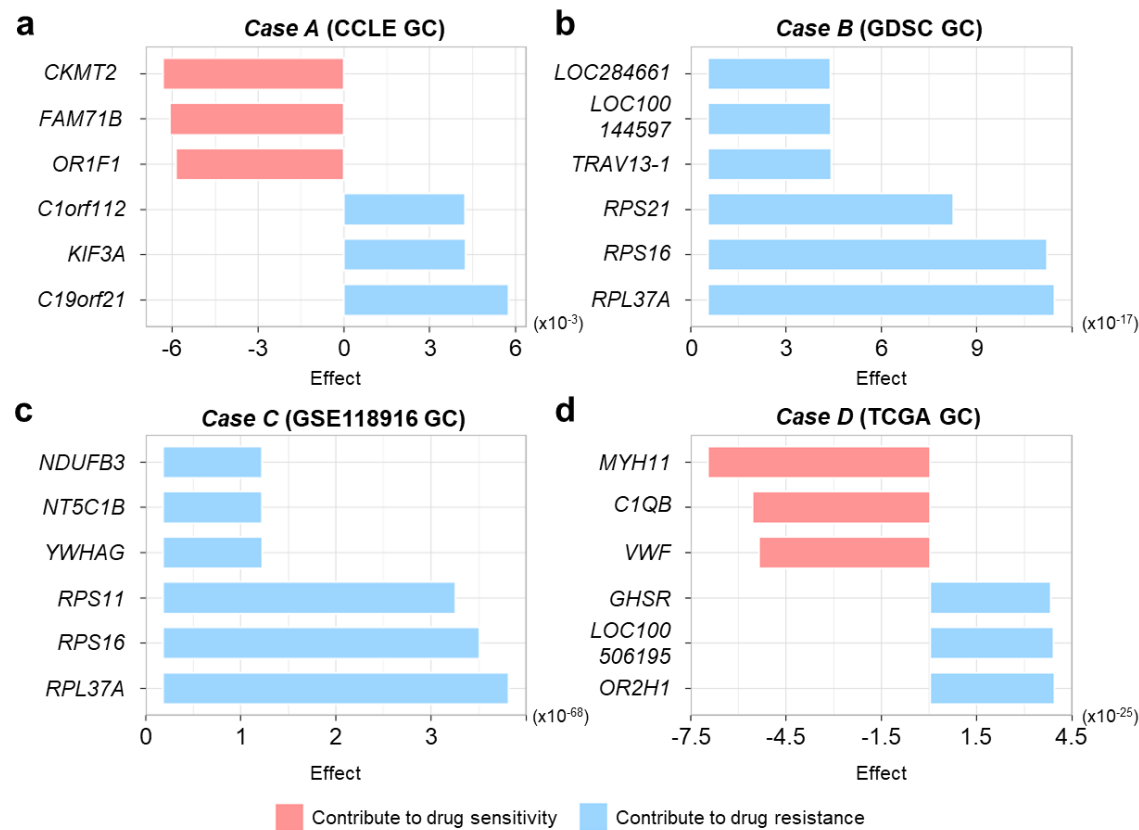 a
Case A (CCLE GC)
CKMT2
FAM71B
OR1F1
C1orf112
KIF3A
C19orf21
-6 -3 0 3 6
(x10-3)
Effect
b
Case B (GDSC GC)
LOC284661
LOC100
144597
TRAV13-1
RPS21
RPS16
RPL37A
0 3 6 9
(x10-17)
Effect
c
Case C (GSE118916 GC)
NDUFB3
NT5C1B
YWHAG
RPS11
RPS16
RPL37A
0 1 2 3
(x10-68)
Effect
d
Case D (TCGA GC)
MYH11
C1QB
VWF
GHSR
LOC100
506195
OR2H1
-7.5 -4.5 -1.5 1.5 4.5
(x10-25)
Effect
Contribute to drug sensitivity
Contribute to drug resistance